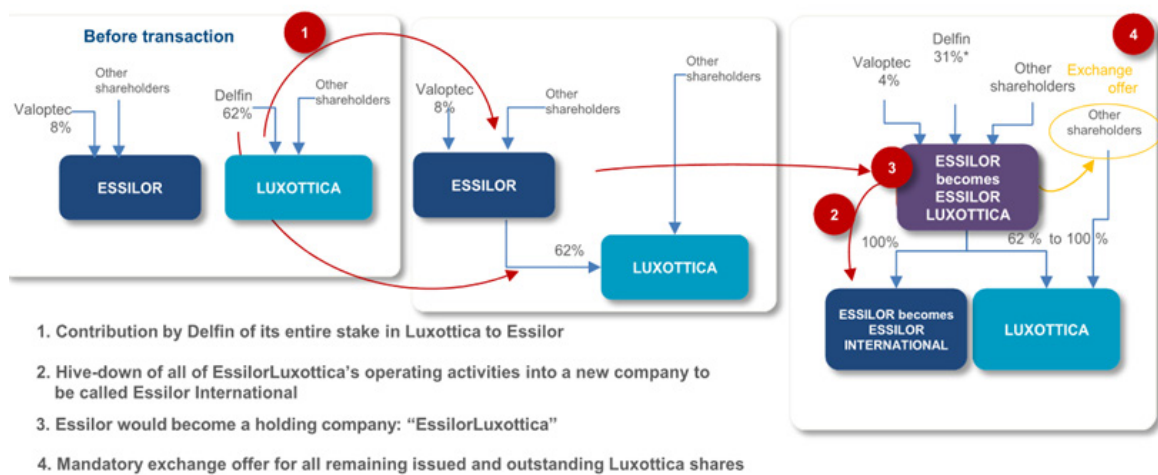 Before transaction
1
Other
shareholders
Valoptec
8%
Delfin
62%
Other
shareholders
ESSILOR
LUXOTTICA
Valoptec
8%
Other
shareholders
Other
shareholders
ESSILOR
62%
LUXOTTICA
4
Delfin
31%*
Valoptec
4%
Other
shareholders
Exchange
offer
Other
shareholders
3
ESSILOR
becomes
ESSILOR
LUXOTTICA
2
100%
62 % to 100 %
ESSILOR becomes
ESSILOR
INTERNATIONAL
LUXOTTICA
1. Contribution by Delfin of its entire stake in Luxottica to Essilor
2. Hive-down of all of EssilorLuxottica's operating activities into a new company to
be called Essilor International
3. Essilor would become a holding company: “EssilorLuxottica”
4. Mandatory exchange offer for all remaining issued and outstanding Luxottica shares